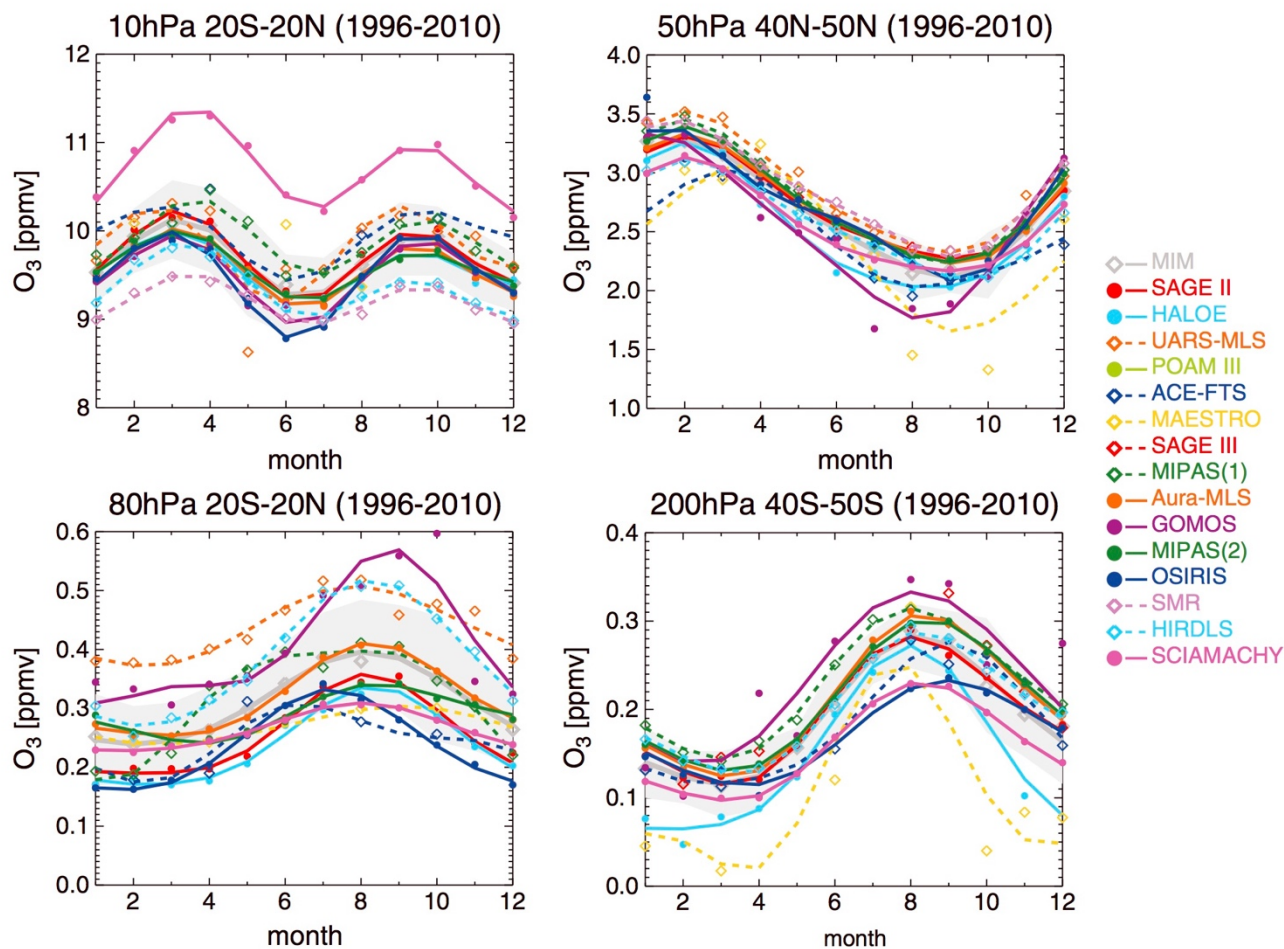 10hPa 20S-20N (1996-2010)
12
11
10
9
8
O3 [ppmv]
2 4 6 8 10 12
month
50hPa 40N-50N (1996-2010)
4.0
3.5
3.0
2.5
2.0
1.5
1.0
O3 [ppmv]
2 4 6 8 10 12
month
80hPa 20S-20N (1996-2010)
0.6
0.5
0.4
0.3
0.2
0.1
0.0
O3 [ppmv]
2 4 6 8 10 12
month
200hPa 40S-50S (1996-2010)
0.4
0.3
0.2
0.1
0.0
O3 [ppmv]
2 4 6 8 10 12
month
MIM
SAGE II
HALOE
UARS-MLS
POAM III
ACE-FTS
MAESTRO
SAGE III
MIPAS(1)
Aura-MLS
GOMOS
MIPAS(2)
OSIRIS
SMR
HIRDLS
SCIAMACHY